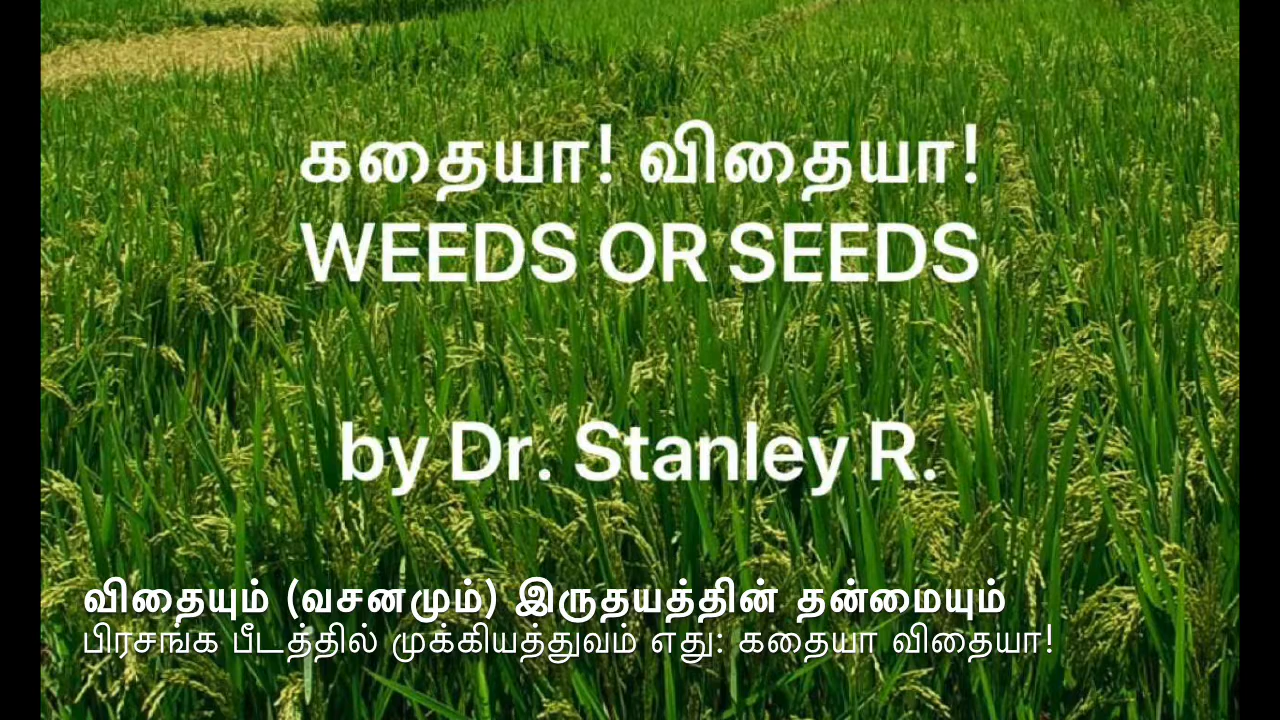 கதையா! விதையா!
WEEDS OR SEEDS
by Dr. Stanley R.
விதையும் (வசனமும்) இருதயத்தின் தன்மையும்
பிரசங்க பீடத்தில் முக்கியத்துவம் எது: கதையா விதையா!